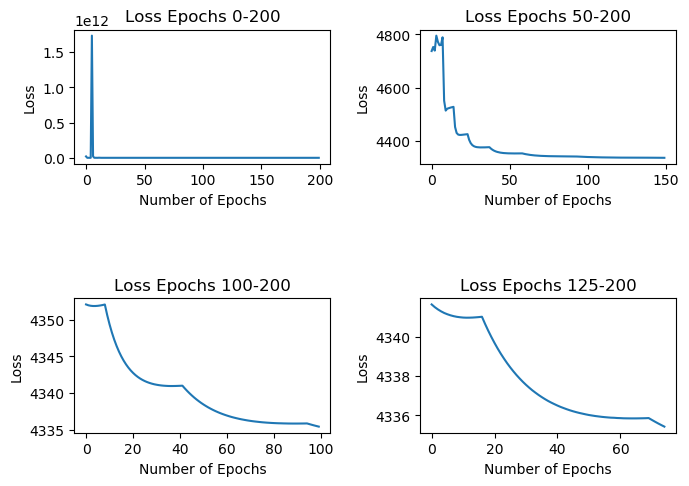 Loss Epochs 0-200
1e12
Loss
1.5
1.0
0.5
0.0
0 50 100 150 200
Number of Epochs
Loss Epochs 50-200
Loss
4800
4600
4400
0 50 100 150
Number of Epochs
Loss Epochs 100-200
Loss
4350
4345
4340
4335
0 20 40 60 80 100
Number of Epochs
Loss Epochs 125-200
Loss
4340
4338
4336
0 20 40 60
Number of Epochs